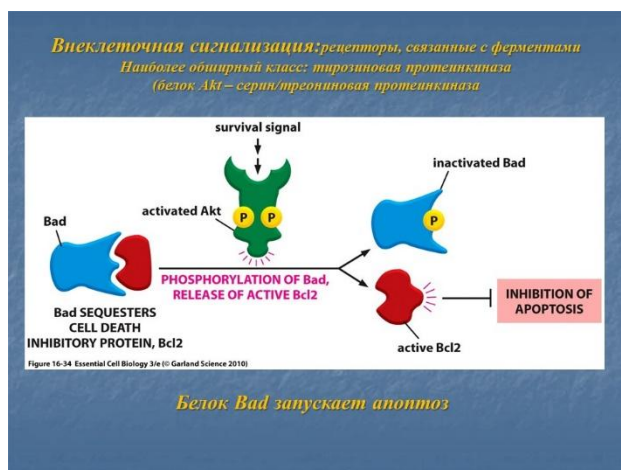 Внеклеточная сигнализация:рецепторы, связанные с ферментами
Наиболее обширный класс: тирозиновая протеинкиназа
(белок Akt – серин/треониновая протеинкиназа
survival signal
activated Akt
P P
Bad
inactivated Bad
P
PHOSPHORYLATION OF Bad,
RELEASE OF ACTIVE Bcl2
Bad SEQUESTERS
CELL DEATH
INHIBITORY PROTEIN, Bcl2
active Bcl2
INHIBITION OF
APOPTOSIS
Figure 16-34 Essential Cell Biology 3/e (© Garland Science 2010)
Белок Bad запускает апоптоз